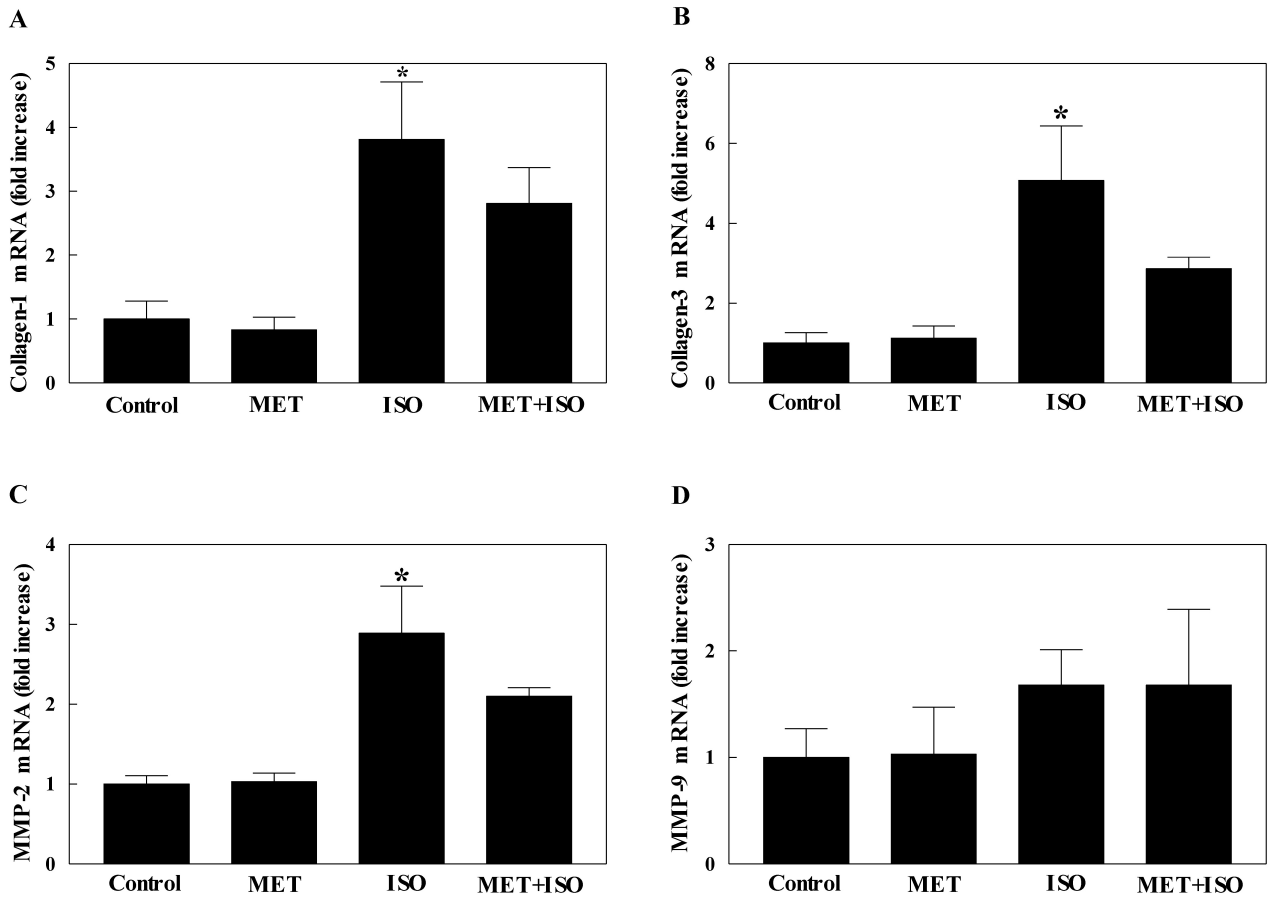 A
Collagen-1 mRNA (fold increase)
5
4
3
2
1
0
*
Control MET ISO MET+ISO
B
Collagen-3 mRNA (fold increase)
8
6
4
2
0
*
Control MET ISO MET+ISO
C
MMP-2 mRNA (fold increase)
4
3
2
1
0
*
Control MET ISO MET+ISO
D
MMP-9 mRNA (fold increase)
3
2
1
0
Control MET ISO MET+ISO